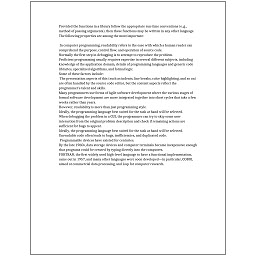 Provided the functions in a library follow the appropriate run-time conventions (e.g.,
method of passing arguments), then these functions may be written in any other language.
The following properties are among the most important:

In computer programming, readability refers to the ease with which a human reader can
comprehend the purpose, control flow, and operation of source code.
Normally the first step in debugging is to attempt to reproduce the problem.
Proficient programming usually requires expertise in several different subjects, including
knowledge of the application domain, details of programming languages and generic code
libraries, specialized algorithms, and formal logic.
Some of these factors include:
The presentation aspects of this (such as indents, line breaks, color highlighting, and so on)
are often handled by the source code editor, but the content aspects reflect the
programmer's talent and skills.
Many programmers use forms of Agile software development where the various stages of
formal software development are more integrated together into short cycles that take a few
weeks rather than years.
However, readability is more than just programming style.
Ideally, the programming language best suited for the task at hand will be selected.
When debugging the problem in a GUI, the programmer can try to skip some user
interaction from the original problem description and check if remaining actions are
sufficient for bugs to appear.
Ideally, the programming language best suited for the task at hand will be selected.
Unreadable code often leads to bugs, inefficiencies, and duplicated code.
Programmable devices have existed for centuries.
By the late 1960s, data storage devices and computer terminals became inexpensive enough
that programs could be created by typing directly into the computers.
FORTRAN, the first widely used high-level language to have a functional implementation,
came out in 1957, and many other languages were soon developed—in particular, COBOL
aimed at commercial data processing, and Lisp for computer research.